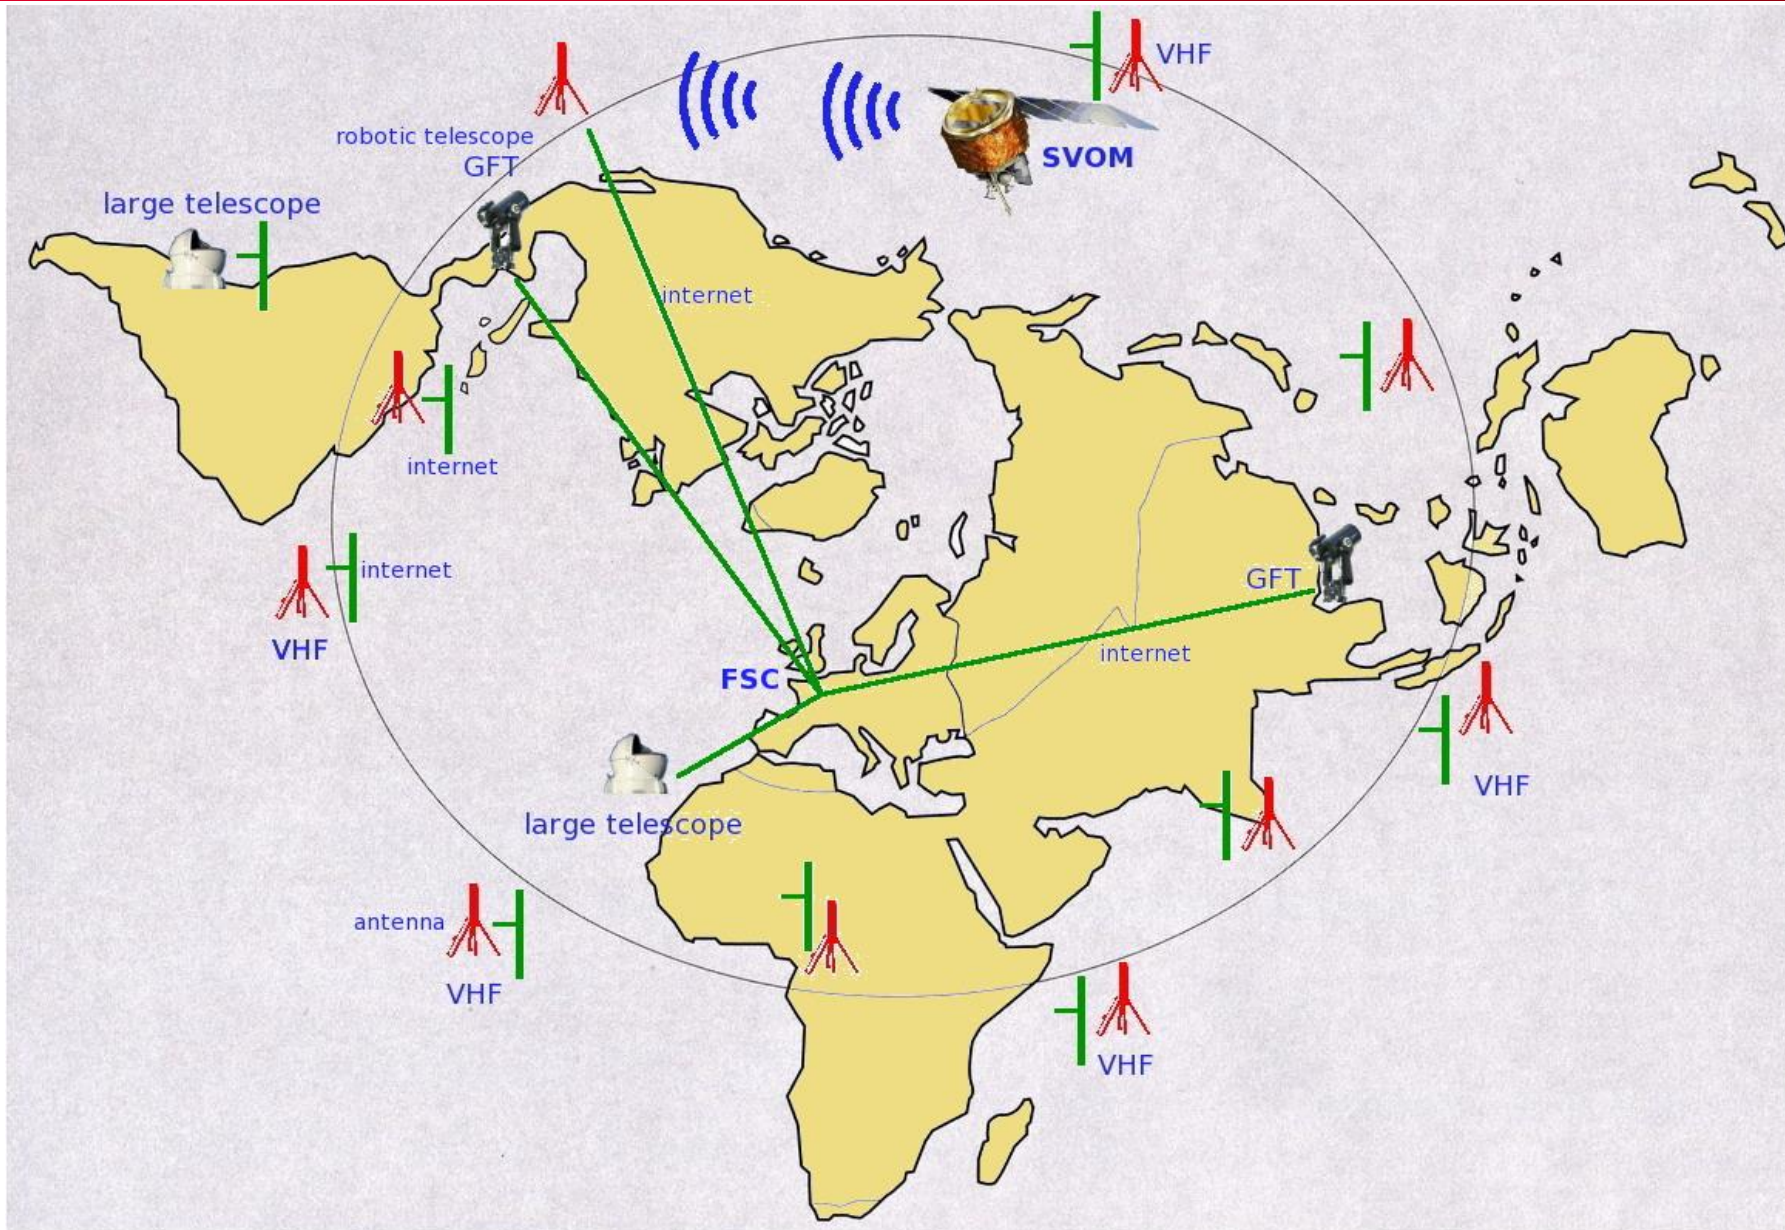 VHF
robotic telescope
GFT
SVOM
large telescope
internet
internet
internet
GFT
VHF
internet
FSC
VHF
large telescope
antenna
VHF
VHF